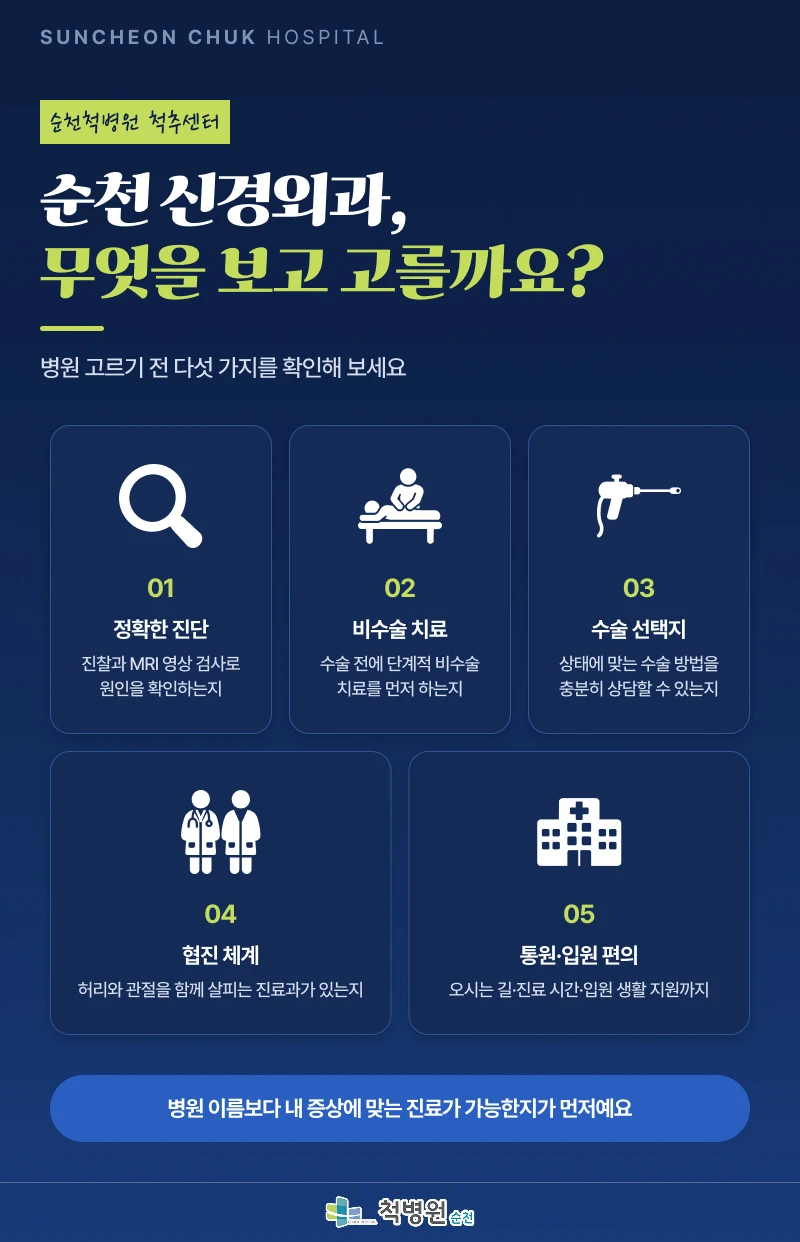 SUNCHEON CHUK HOSPITAL
순천척병원 척추센터
순천 신경외과,
무엇을 보고 고를까요?
병원 고르기 전 다섯 가지를 확인해 보세요
01
정확한 진단
진찰과 MRI 영상 검사로
원인을 확인하는지
02
비수술 치료
수술 전에 단계적 비수술
치료를 먼저 하는지
03
수술 선택지
상태에 맞는 수술 방법을
충분히 상담할 수 있는지
04
협진 체계
허리와 관절을 함께 살피는 진료과가 있는지
05
통원·입원 편의
오시는 길·진료 시간·입원 생활 지원까지
병원 이름보다 내 증상에 맞는 진료가 가능한지가 먼저예요
척병원 순천